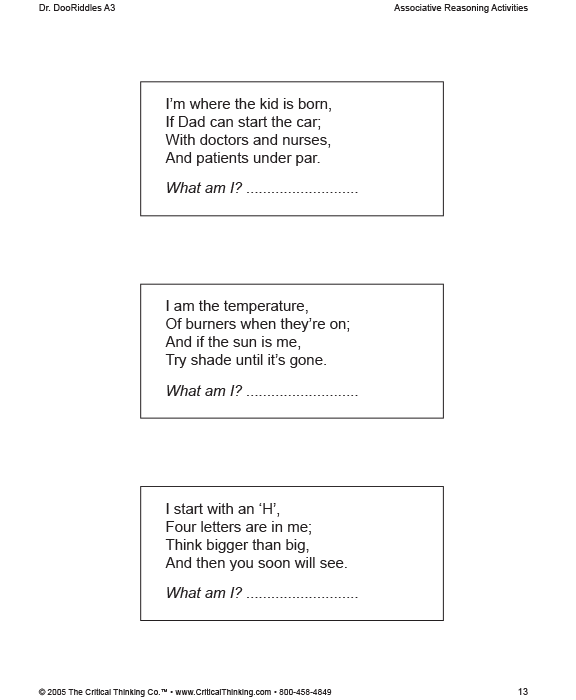 Dr. DooRiddles A3
Associative Reasoning Activities
I'm where the kid is born,
If Dad can start the car;
With doctors and nurses,
And patients under par.
What am I? ...........................
I am the temperature,
Of burners when they're on;
And if the sun is me,
Try shade until it's gone.
What am I? ...........................
I start with an ‘H’,
Four letters are in me;
Think bigger than big,
And then you soon will see.
What am I? ...........................
© 2005 The Critical Thinking Co.™ • www.CriticalThinking.com • 800-458-4849
13